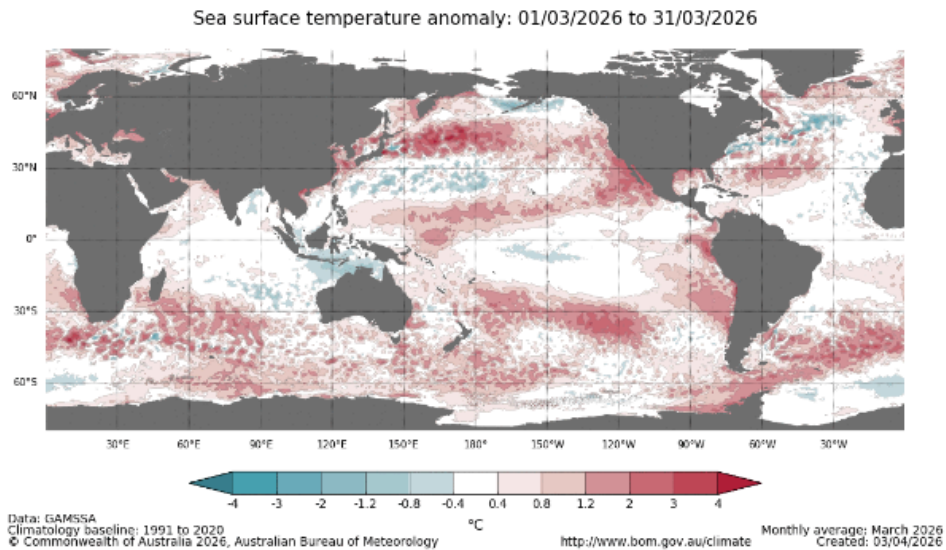 Sea surface temperature anomaly: 01/03/2026 to 31/03/2026
60°N
30°N
0°
30°S
60°S
30°E 60°E 90°E 120°E 150°E 180° 150°W 120°W 90°W 60°W 30°W
-4 -3 -2 -1.2 -0.8 -0.4 0.4 0.8 1.2 2 3 4
°C
Data: GAMSSA
Climatology baseline: 1991 to 2020
© Commonwealth of Australia 2026, Australian Bureau of Meteorology
http://www.bom.gov.au/climate
Monthly average: March 2026
Created: 03/04/2026